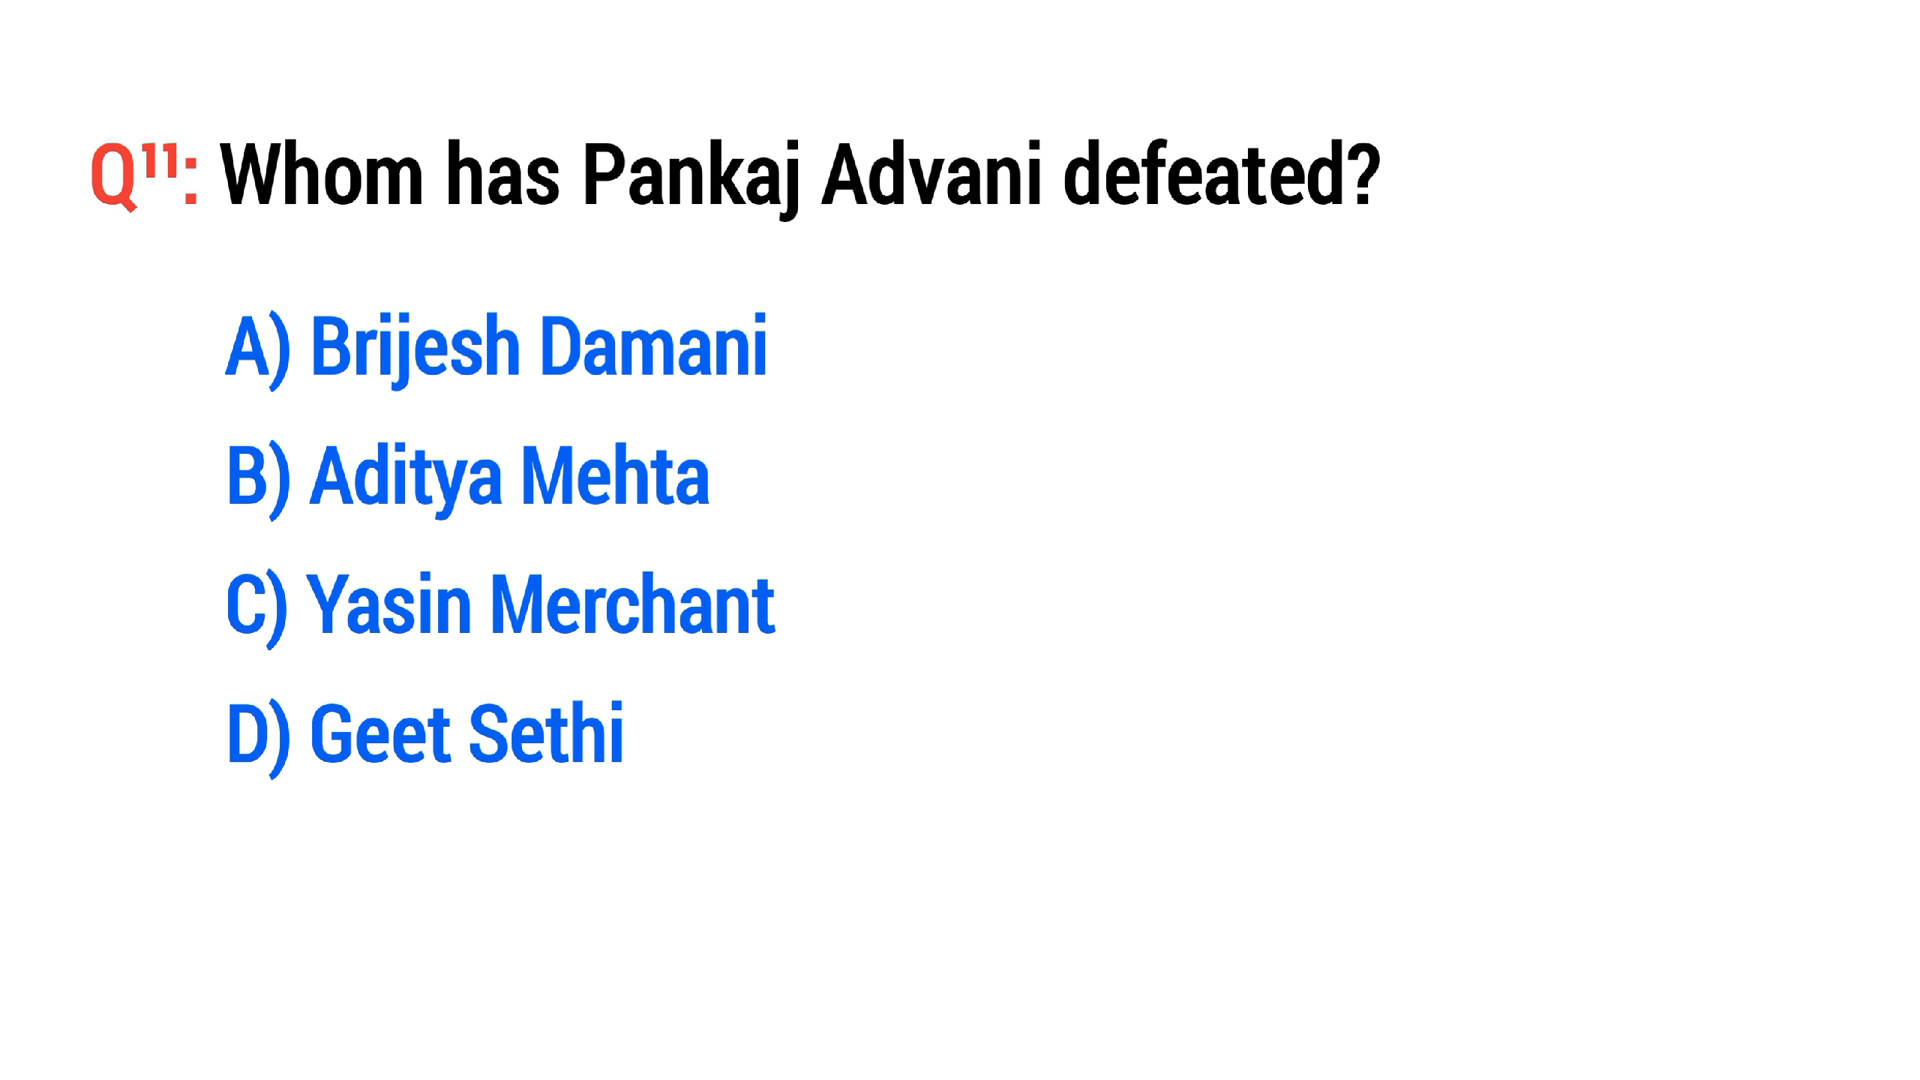 Q¹¹: Whom has Pankaj Advani defeated?
A) Brijesh Damani
B) Aditya Mehta
C) Yasin Merchant
D) Geet Sethi